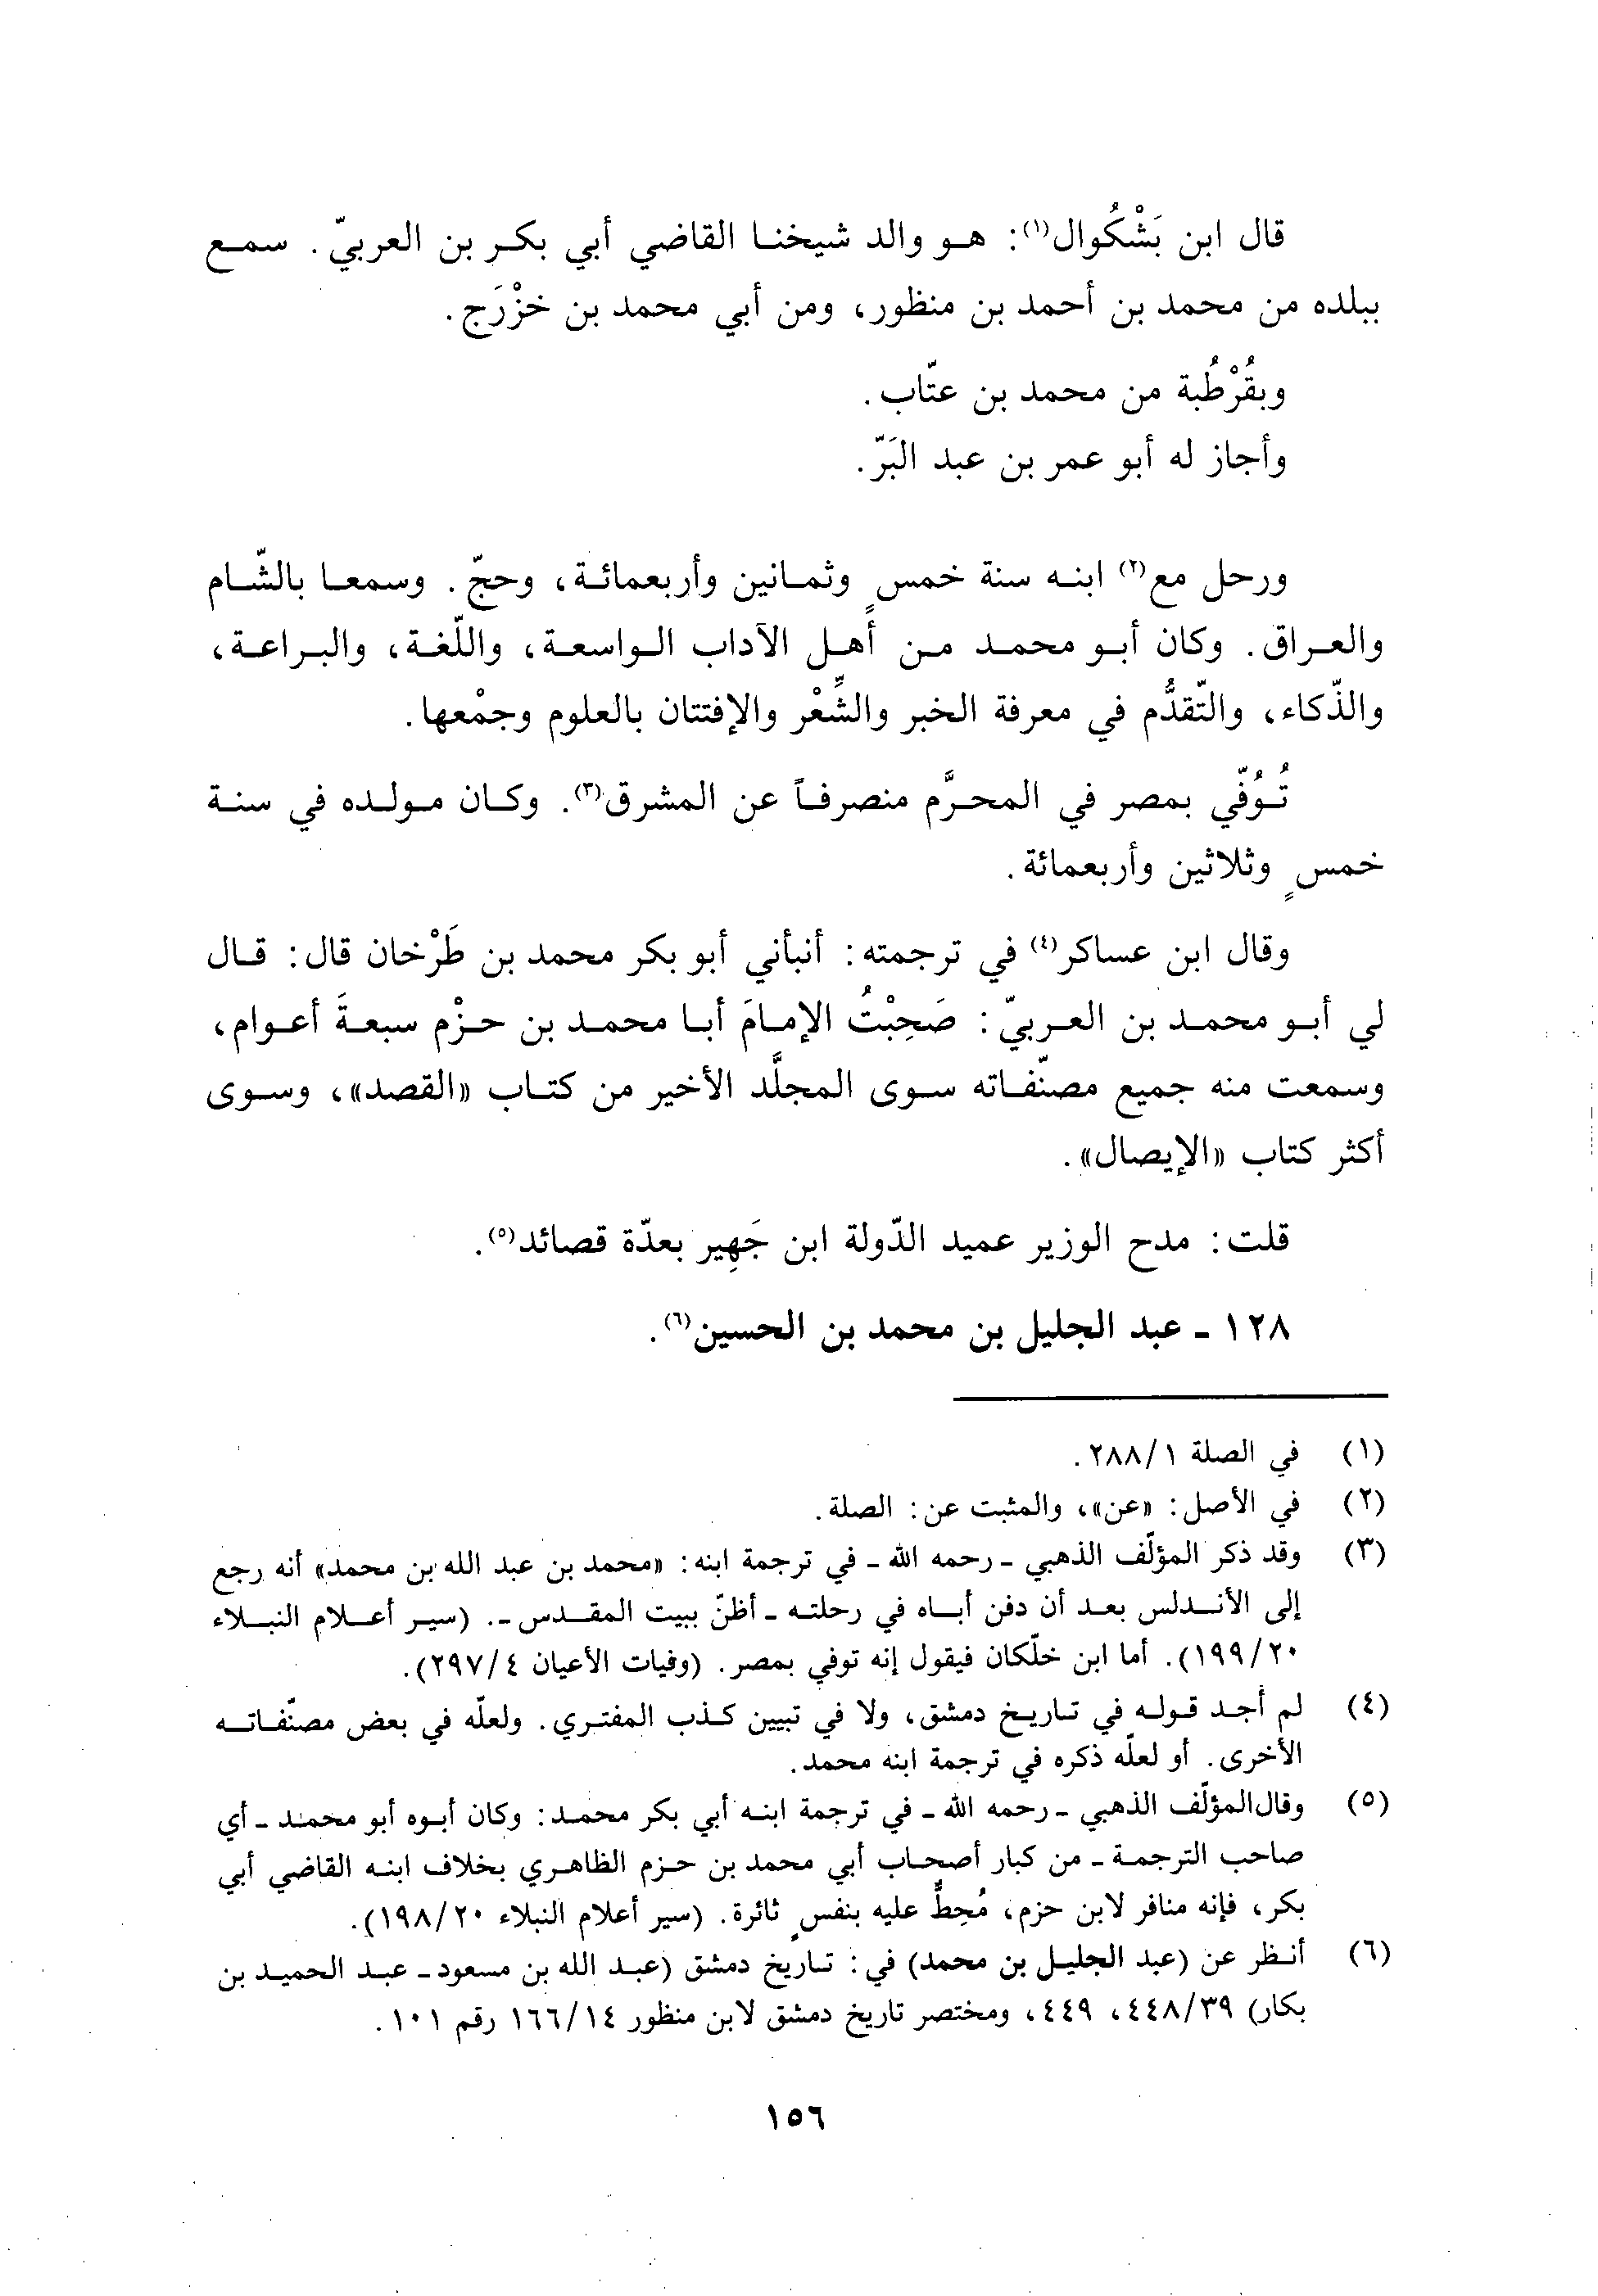 قال ابن بَشْكُوال(١): هو والد شيخنا القاضي أبي بكر بن العربيّ. سمع
ببلده من محمد بن أحمد بن منظور، ومن أبي محمد بن خزْرَج.
وبقُرْطُبة من محمد بن عتّاب.
وأجاز له أبو عمر بن عبد البَرّ.
ورحل مع(٢) ابنه سنة خمسٍ وثمانين وأربعمائة، وحجّ. وسمعا بالشّام
والعراق. وكان أبو محمد من أهل الآداب الواسعة، واللّغة، والبراعة،
والذّكاء، والتّقدُّم في معرفة الخبر والشِّعْر والإفتتان بالعلوم وجمْعها.
تُوُفّي بمصر في المحرَّم منصرفاً عن المشرق(٣). وكان مولده في سنة
خمسٍ وثلاثين وأربعمائة.
وقال ابن عساكر(٤) في ترجمته: أنبأني أبو بكر محمد بن طَرْخان قال: قال
لي أبو محمد بن العربيّ: صَحِبْتُ الإمامَ أبا محمد بن حزْم سبعةَ أعوام،
وسمعت منه جميع مصنّفاته سوى المجلَّد الأخير من كتاب «القصد»، وسوى
أكثر كتاب «الإيصال».
قلت: مدح الوزير عميد الدّولة ابن جَهِير بعدّة قصائد(٥).
١٢٨ ـ عبد الجليل بن محمد بن الحسين(٦).
(١) في الصلة ٢٨٨/١.
(٢) في الأصل: «عن»، والمثبت عن: الصلة.
(٣) وقد ذكر المؤلّف الذهبي ـ رحمه الله ـ في ترجمة ابنه: «محمد بن عبد الله بن محمد» أنه رجع
إلى الأندلس بعد أن دفن أباه في رحلته ـ أظنّ ببيت المقدس ـ. (سير أعلام النبلاء
١٩٩/٢٠). أما ابن خلّكان فيقول إنه توفي بمصر. (وفيات الأعيان ٢٩٧/٤).
(٤) لم أجد قوله في تاريخ دمشق، ولا في تبيين كذب المفتري. ولعلّه في بعض مصنّفاته
الأخرى. أو لعلّه ذكره في ترجمة ابنه محمد.
(٥) وقال المؤلّف الذهبي ـ رحمه الله ـ في ترجمة ابنه أبي بكر محمد: وكان أبوه أبو محمد ـ أي
صاحب الترجمة ـ من كبار أصحاب أبي محمد بن حزم الظاهري بخلاف ابنه القاضي أبي
بكر، فإنه منافر لابن حزم، مُحِطٌّ عليه بنفسٍ ثائرة. (سير أعلام النبلاء ١٩٨/٢٠).
(٦) أنظر عن (عبد الجليل بن محمد) في: تاريخ دمشق (عبد الله بن مسعود ـ عبد الحميد بن
بكار) ٤٤٨/٣٩، ٤٤٩، ومختصر تاريخ دمشق لابن منظور ١٦٦/١٤ رقم ١٠١.
١٥٦